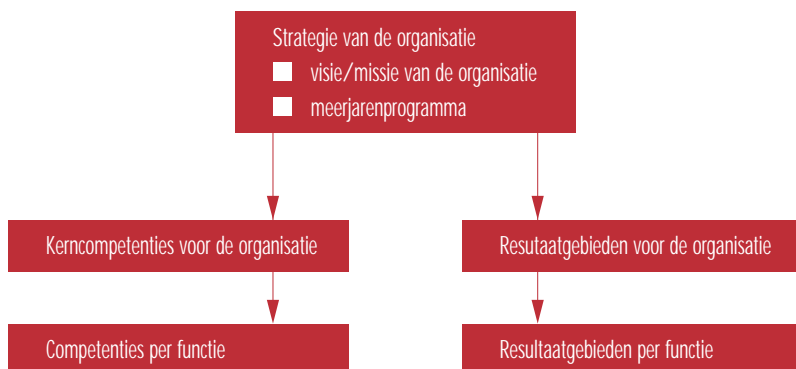 Strategie van de organisatie
visie/missie van de organisatie
meerjarenprogramma
Kerncompetenties voor de organisatie
Resutaatgebieden voor de organisatie
Competenties per functie
Resultaatgebieden per functie